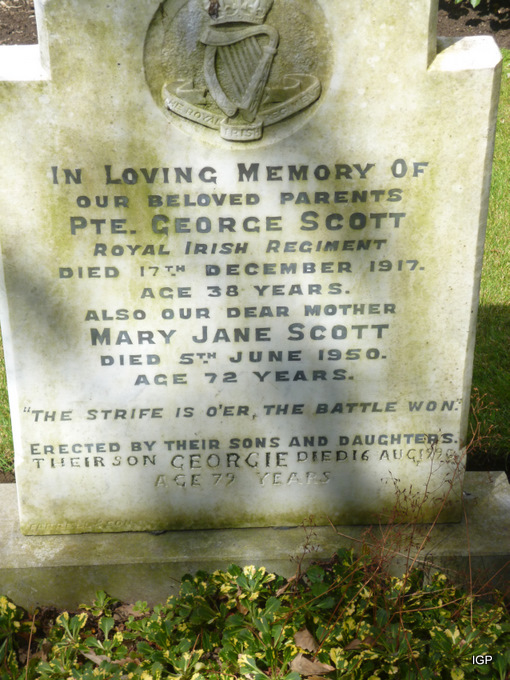 THE ROYAL IRISH
IN LOVING MEMORY OF
OUR BELOVED PARENTS
PTE. GEORGE SCOTT
ROYAL IRISH REGIMENT
DIED 17TH DECEMBER 1917.
AGE 38 YEARS.
ALSO OUR DEAR MOTHER
MARY JANE SCOTT
DIED 5TH JUNE 1950.
AGE 72 YEARS.
"THE STRIFE IS O'ER, THE BATTLE WON."
ERECTED BY THEIR SONS AND DAUGHTERS.
THEIR SON GEORGIE DIED 16 AUG
AGE 79 YEARS
IGP